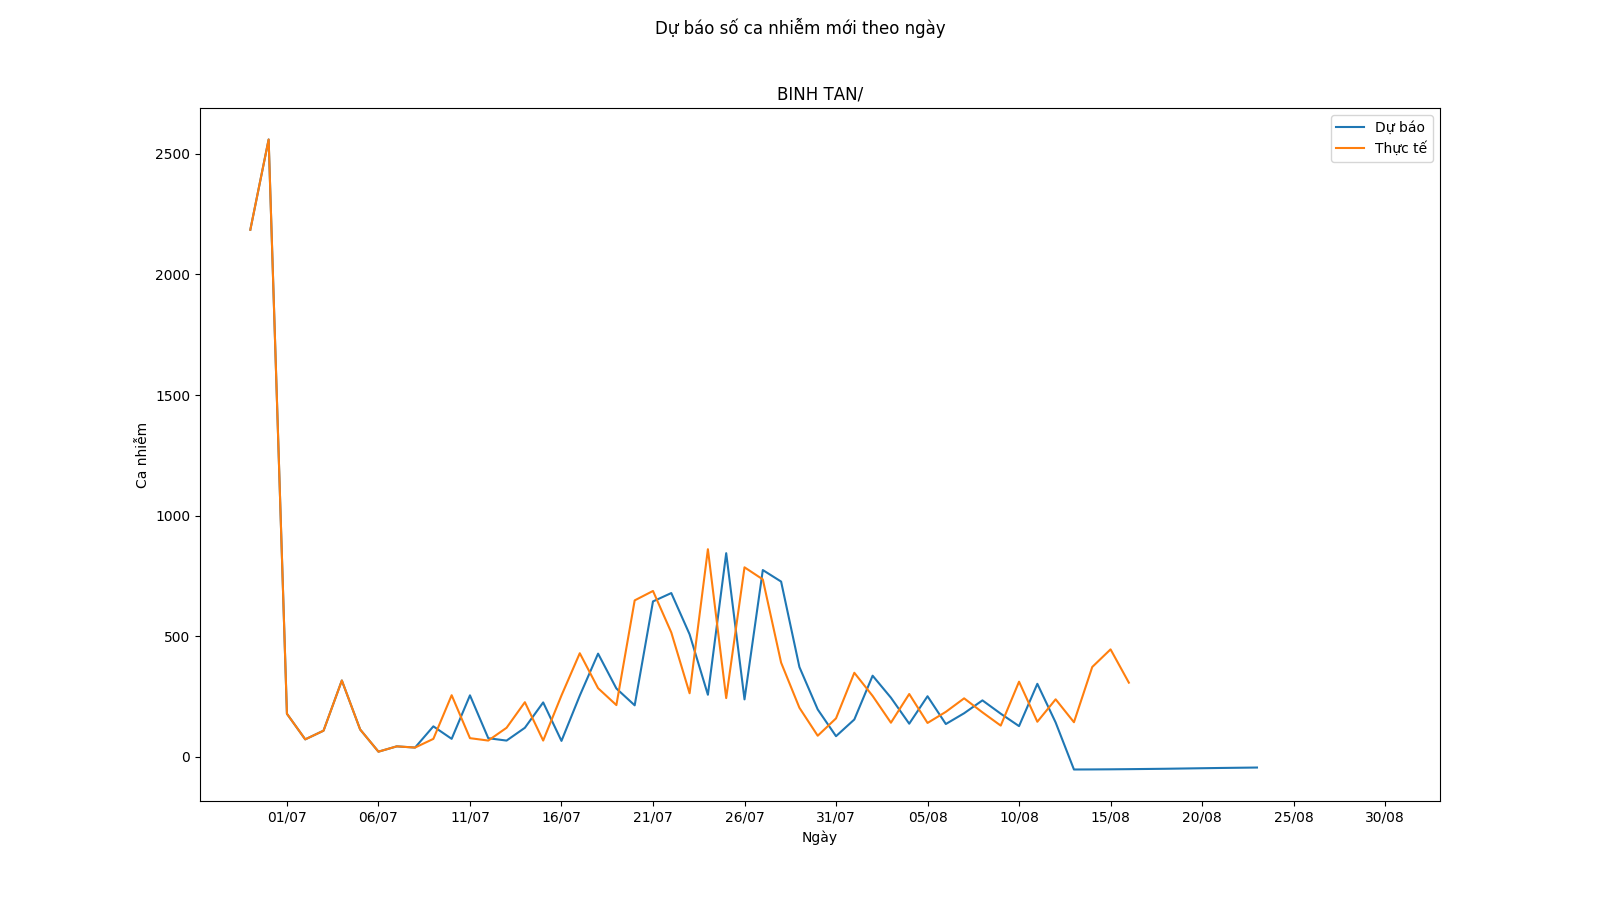 Dự báo số ca nhiễm mới theo ngày
BINH TAN/
Dự báo
Thực tế
2500
2000
1500
1000
500
0
Ca nhiễm
01/07 06/07 11/07 16/07 21/07 26/07 31/07 05/08 10/08 15/08 20/08 25/08 30/08
Ngày